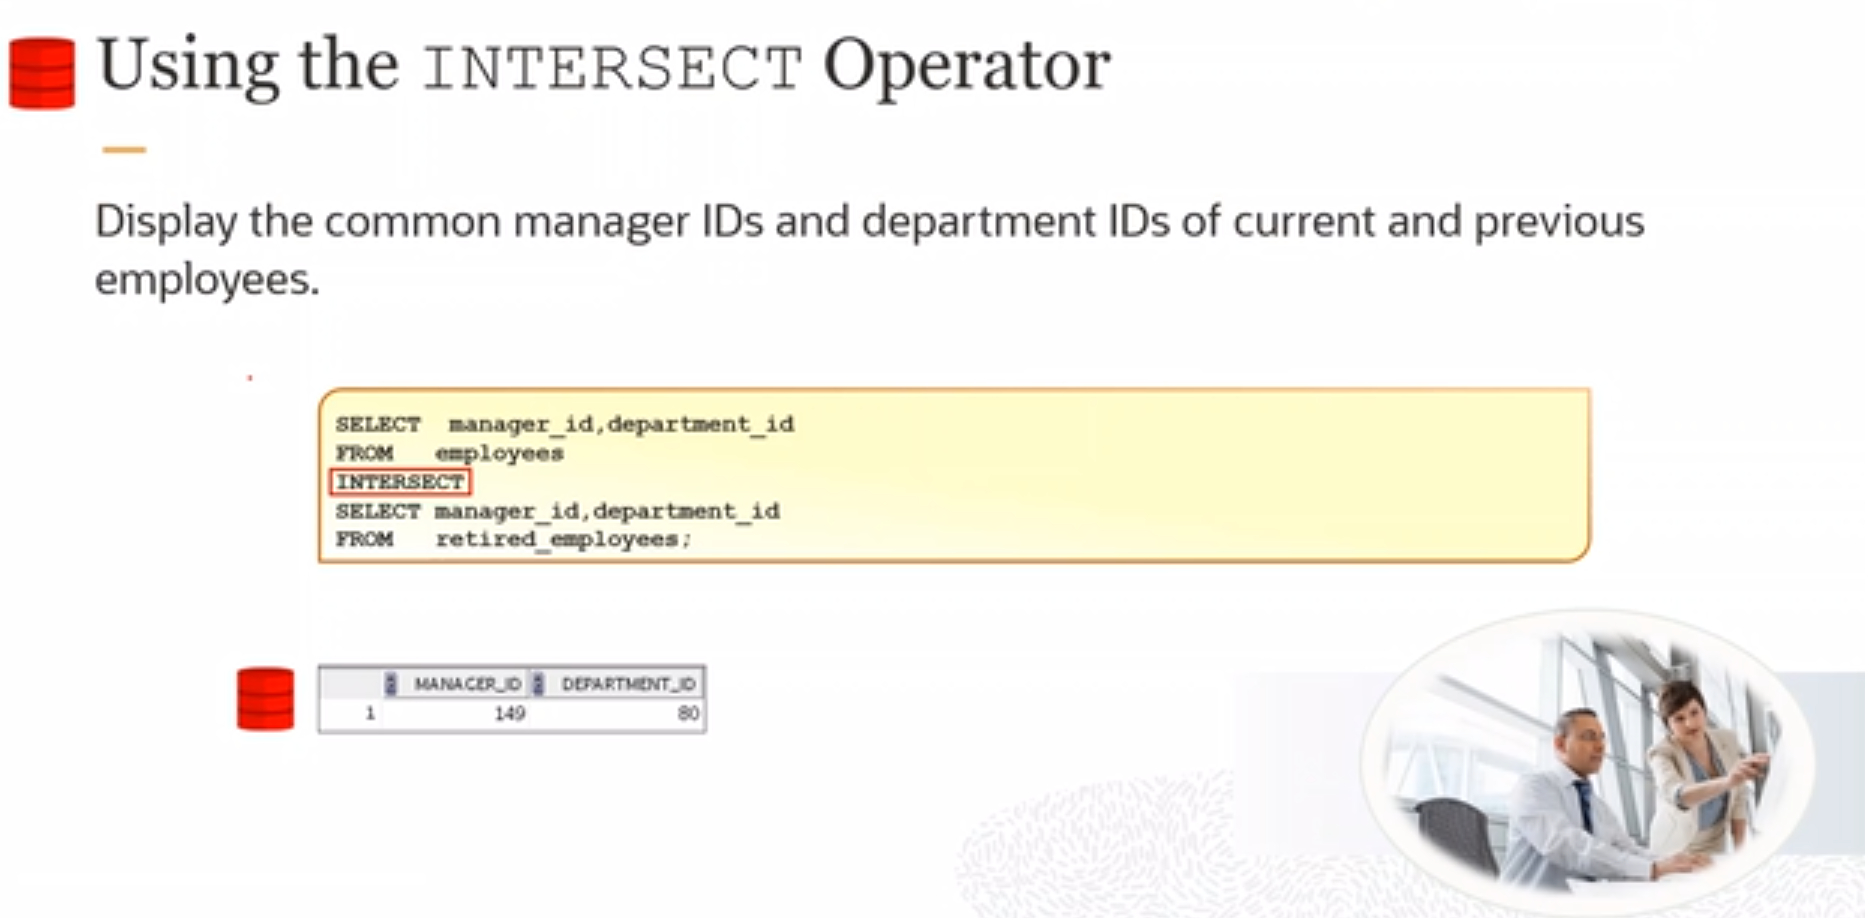 Using the INTERSECT Operator
Display the common manager IDs and department IDs of current and previous
employees.
SELECT  manager_id,department_id
FROM   employees
INTERSECT
SELECT manager_id,department_id
FROM   retired_employees;
MANAGER_ID DEPARTMENT_ID
1 149 80